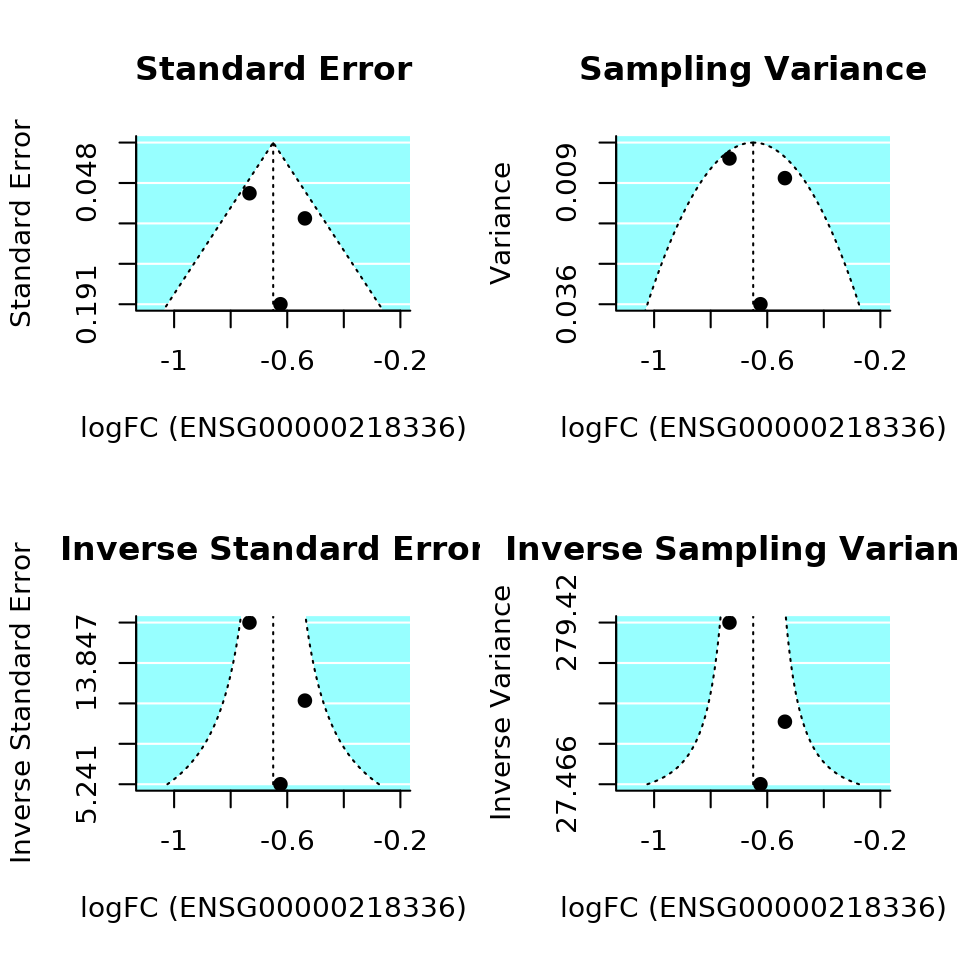 Standard Error
Standard Error
0.048
0.191
-1
-0.6
-0.2
logFC (ENSG00000218336)
Sampling Variance
Variance
0.009
0.036
-1
-0.6
-0.2
logFC (ENSG00000218336)
Inverse Standard Error
Inverse Standard Error
13.847
5.241
-1
-0.6
-0.2
logFC (ENSG00000218336)
Inverse Sampling Varian
Inverse Variance
279.42
27.466
-1
-0.6
-0.2
logFC (ENSG00000218336)